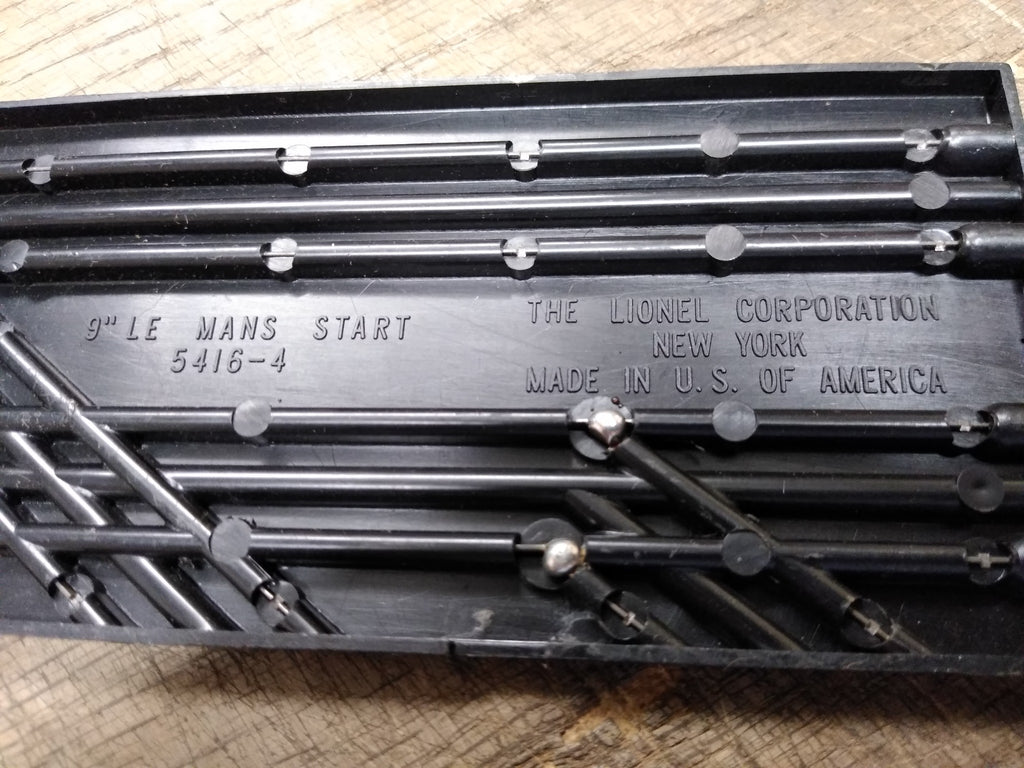 9" LE MANS START
5416-4
THE LIONEL CORPORATION
NEW YORK
MADE IN U.S. OF AMERICA